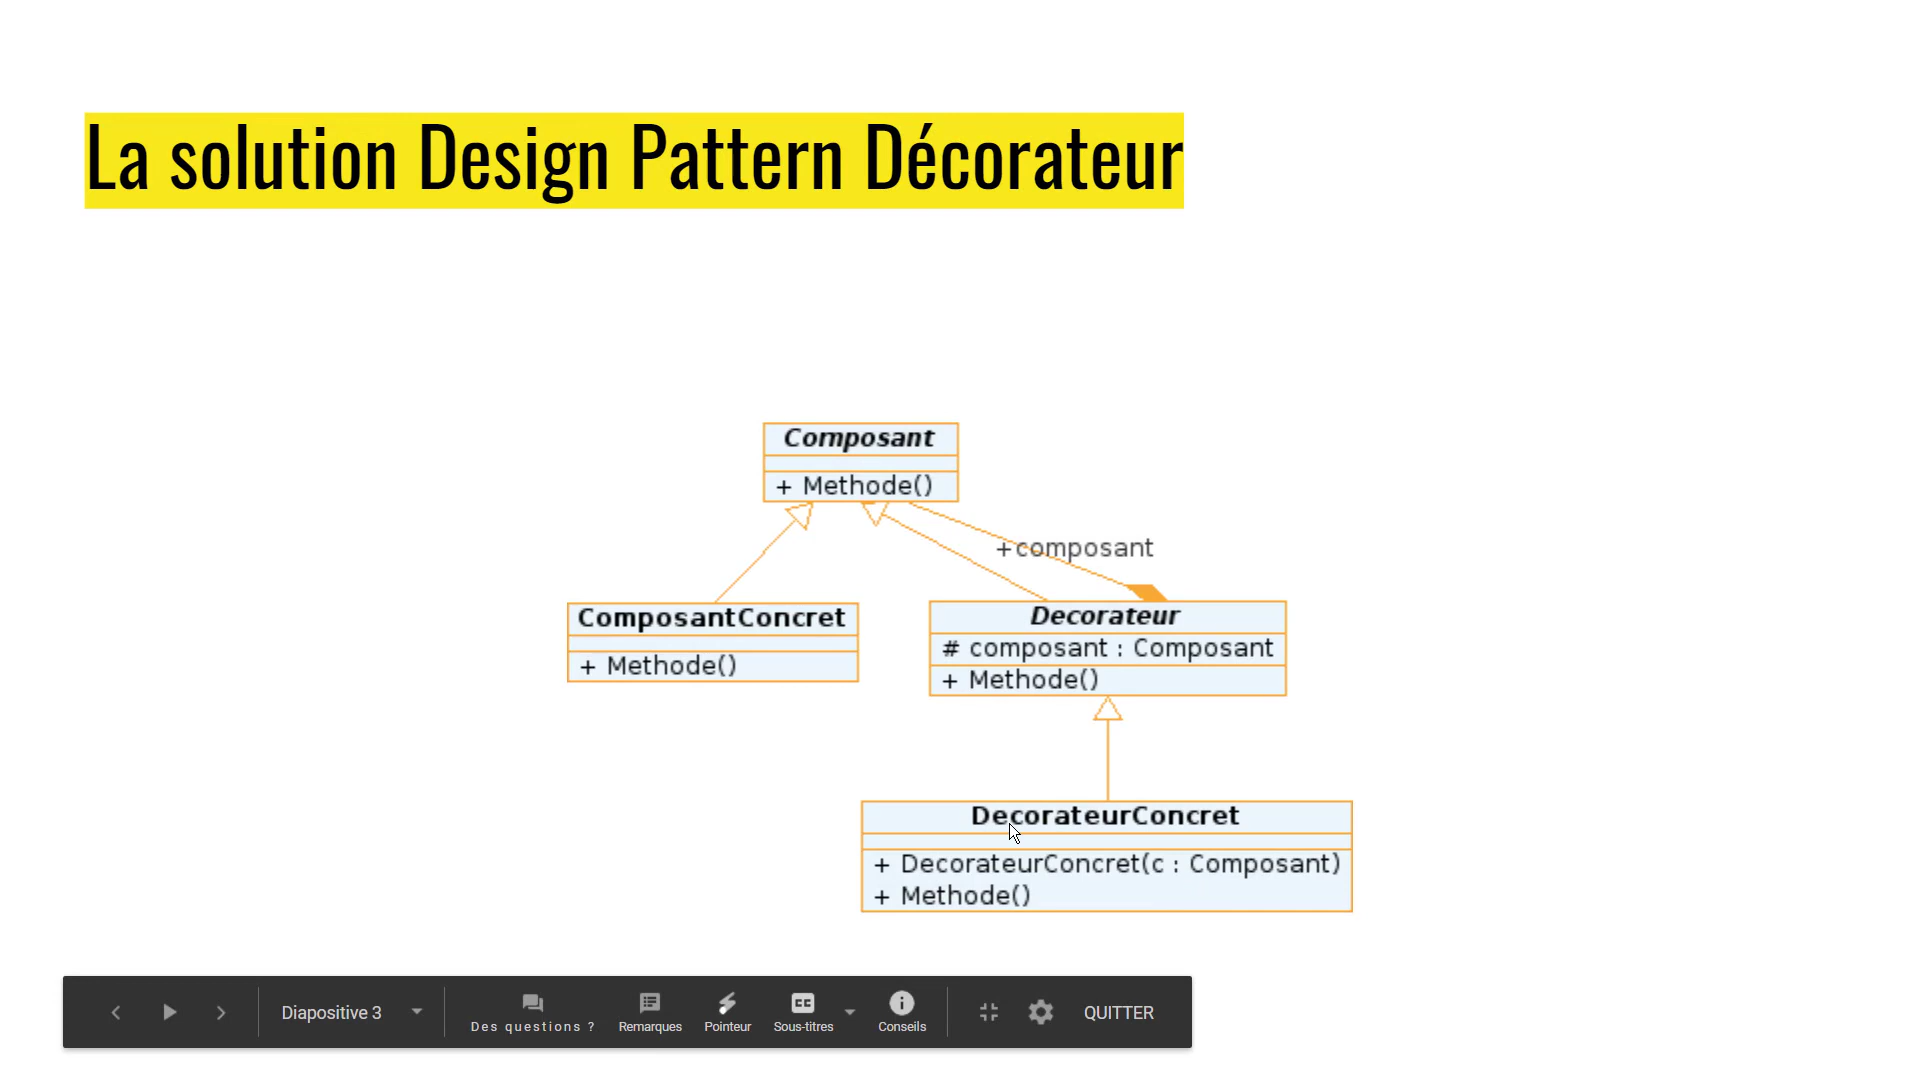 La solution Design Pattern Décorateur
Composant
+ Methode()
+composant
ComposantConcret
+ Methode()
Decorateur
# composant : Composant
+ Methode()
DecorateurConcret
+ DecorateurConcret(c : Composant)
+ Methode()
Diapositive 3
Des questions ?
Remarques
Pointeur
CC
Sous-titres
Conseils
QUITTER